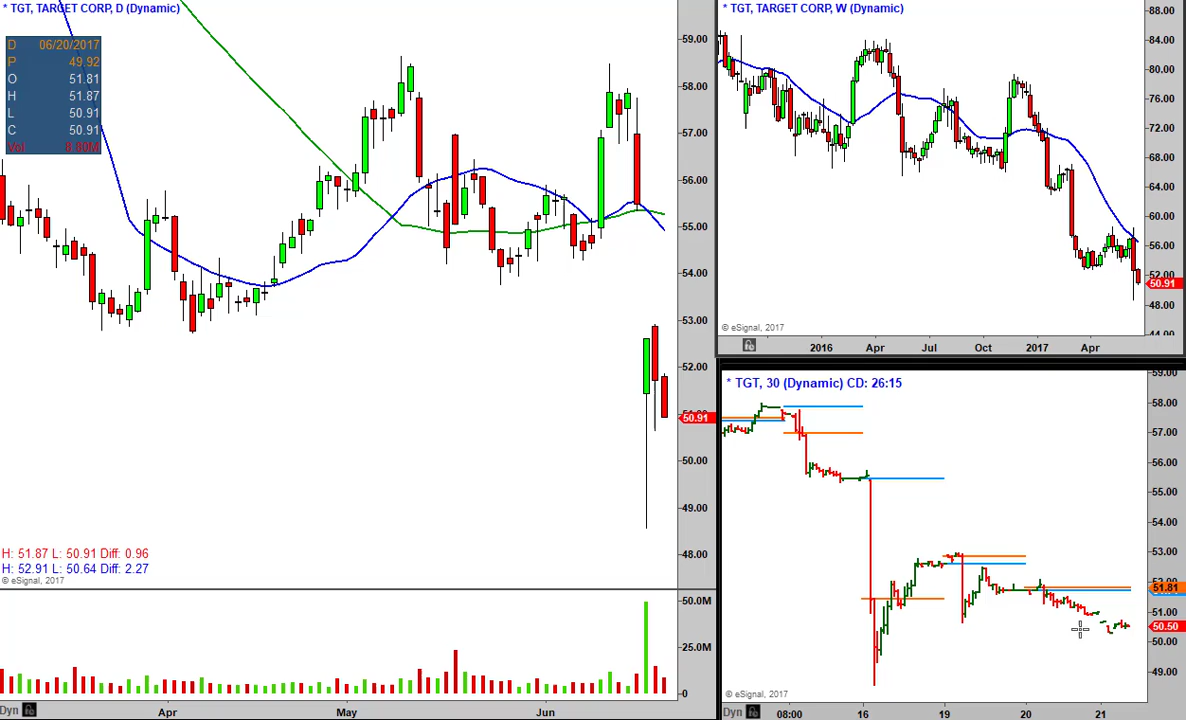 * TGT, TARGET CORP, D (Dynamic)
D 06/20/2017
P 49.92
O 51.81
H 51.87
L 50.91
C 50.91
Vol 8.80M
59.00
58.00
57.00
56.00
55.00
54.00
53.00
52.00
50.91
50.00
49.00
48.00
H: 51.87 L: 50.91 Diff: 0.96
H: 52.91 L: 50.64 Diff: 2.27
© eSignal, 2017
50.0M
25.0M
0
Dyn
Apr
May
Jun
* TGT, TARGET CORP, W (Dynamic)
88.00
84.00
80.00
76.00
72.00
68.00
64.00
60.00
56.00
52.00
50.91
48.00
44.00
© eSignal, 2017
2016
Apr
Jul
Oct
2017
Apr
* TGT, 30 (Dynamic) CD: 26:15
59.00
58.00
57.00
56.00
55.00
54.00
53.00
52.00
51.81
51.00
50.50
50.00
49.00
© eSignal, 2017
Dyn
08:00
16
19
20
21